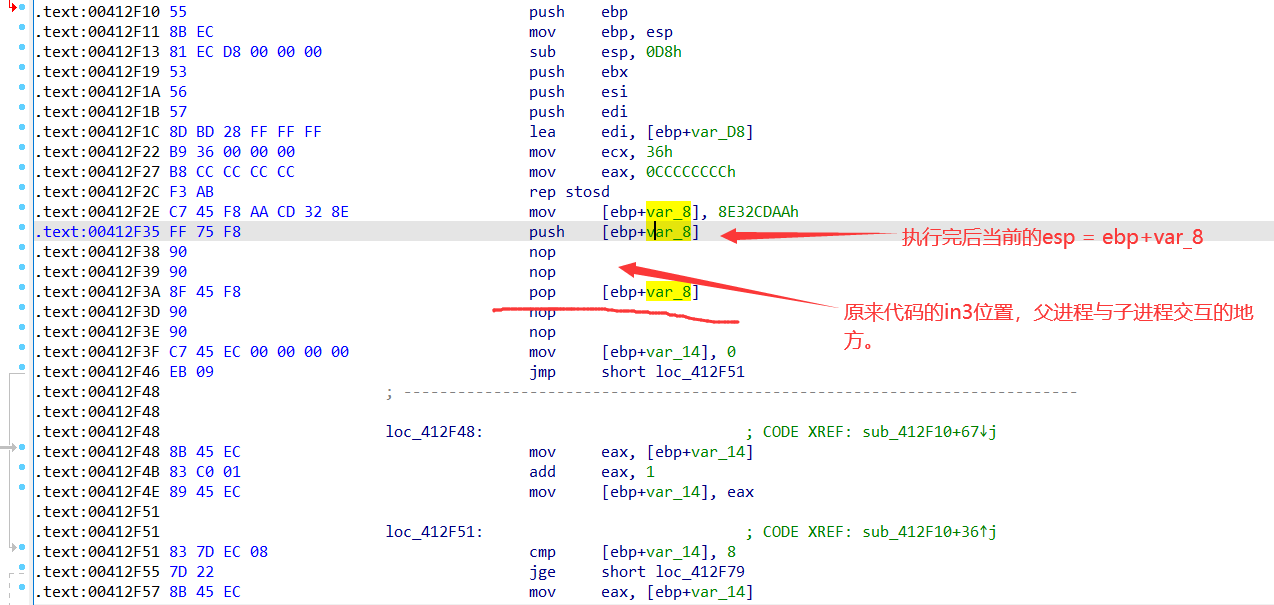 .text:00412F10 55 push ebp
.text:00412F11 8B EC mov ebp, esp
.text:00412F13 81 EC D8 00 00 00 sub esp, 0D8h
.text:00412F19 53 push ebx
.text:00412F1A 56 push esi
.text:00412F1B 57 push edi
.text:00412F1C 8D BD 28 FF FF FF lea edi, [ebp+var_D8]
.text:00412F22 B9 36 00 00 00 mov ecx, 36h
.text:00412F27 B8 CC CC CC CC mov eax, 0CCCCCCCCh
.text:00412F2C F3 AB rep stosd
.text:00412F2E C7 45 F8 AA CD 32 8E mov [ebp+var_8], 8E32CDAAh
.text:00412F35 FF 75 F8 push [ebp+var_8]
执行完后当前的esp = ebp+var_8
.text:00412F38 90 nop
.text:00412F39 90 nop
.text:00412F3A 8F 45 F8 pop [ebp+var_8]
原来代码的in3位置，父进程与子进程交互的地
方。
.text:00412F3D 90 nop
.text:00412F3E 90 nop
.text:00412F3F C7 45 EC 00 00 00 00 mov [ebp+var_14], 0
.text:00412F46 EB 09 jmp short loc_412F51
.text:00412F48 ; ---------------------------------------------------------------------------
.text:00412F48
.text:00412F48 loc_412F48: ; CODE XREF: sub_412F10+67↓j
.text:00412F48 8B 45 EC mov eax, [ebp+var_14]
.text:00412F4B 83 C0 01 add eax, 1
.text:00412F4E 89 45 EC mov [ebp+var_14], eax
.text:00412F51
.text:00412F51 loc_412F51: ; CODE XREF: sub_412F10+36↑j
.text:00412F51 83 7D EC 08 cmp [ebp+var_14], 8
.text:00412F55 7D 22 jge short loc_412F79
.text:00412F57 8B 45 EC mov eax, [ebp+var_14]